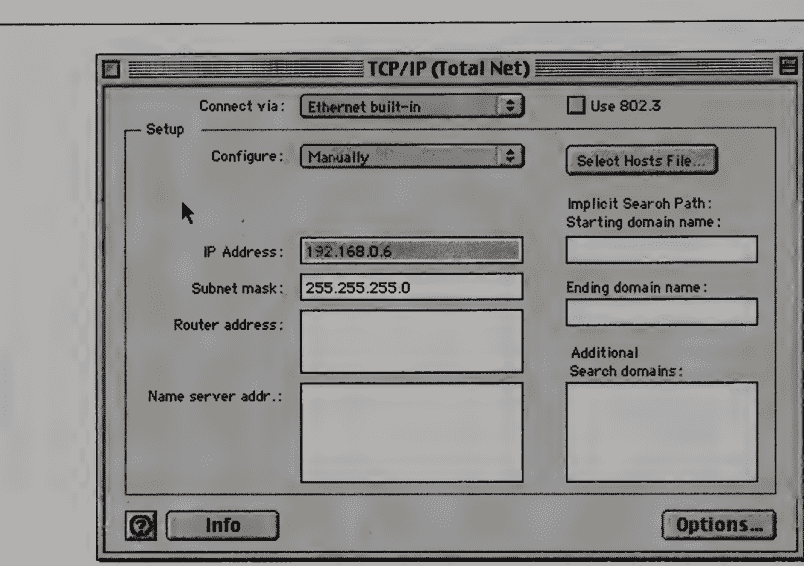 TCP/IP (Total Net)
Connect via: Ethernet built-in
Use 802.3
Setup
Configure: Manually
Select Hosts File...
Implicit Search Path:
Starting domain name:
IP Address: 192.168.0.6
Subnet mask: 255.255.255.0
Ending domain name:
Router address:
Additional
Search domains:
Name server addr.:
?
Info
Options...